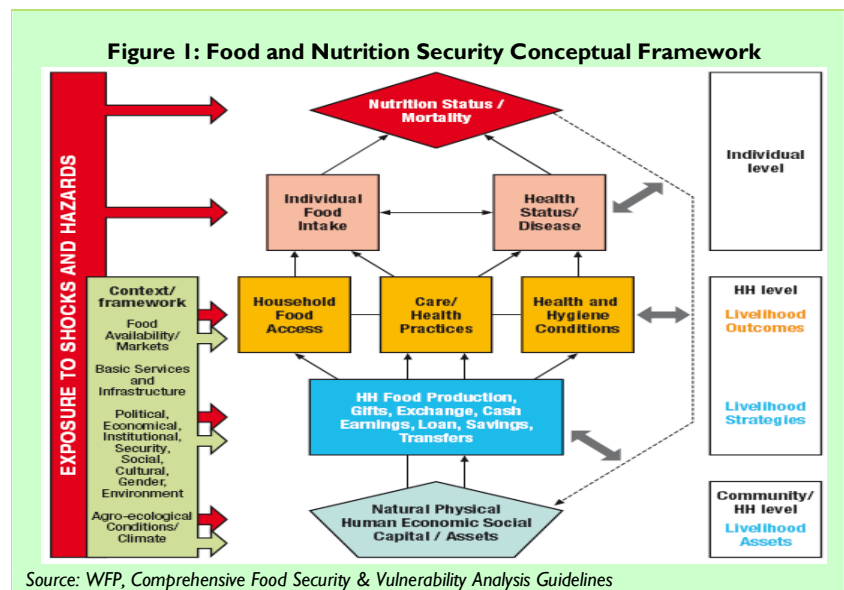 Figure 1: Food and Nutrition Security Conceptual Framework
EXPOSURE TO SHOCKS AND HAZARDS
Nutrition Status /
Mortality
Individual
Food
Intake
Health
Status/
Disease
Individual
level
Context/
framework
Food
Availability/
Markets
Basic Services
and
Infrastructure
Political,
Economical,
Institutional,
Security,
Social,
Cultural,
Gender,
Environment
Agro-ecological
Conditions/
Climate
Household
Food
Access
Care/
Health
Practices
Health and
Hygiene
Conditions
HH level
Livelihood
Outcomes
HH Food Production,
Gifts, Exchange, Cash
Earnings, Loan, Savings,
Transfers
Livelihood
Strategies
Natural Physical
Human Economic Social
Capital / Assets
Community/
HH level
Livelihood
Assets
Source: WFP, Comprehensive Food Security & Vulnerability Analysis Guidelines